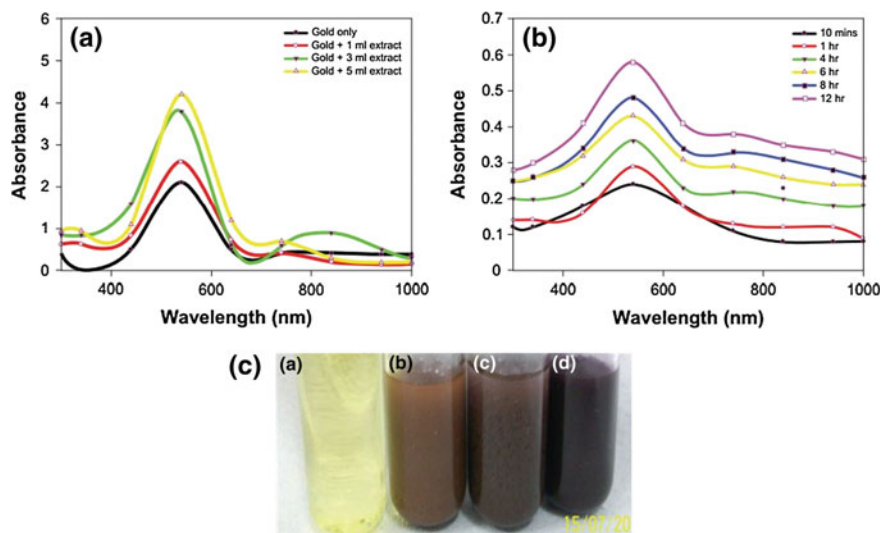 (a)
Gold only
Gold + 1 ml extract
Gold + 3 ml extract
Gold + 5 ml extract
6
5
4
3
2
1
0
Absorbance
400
600
800
1000
Wavelength (nm)
(b)
10 mins
1 hr
4 hr
6 hr
8 hr
12 hr
0.7
0.6
0.5
0.4
0.3
0.2
0.1
0
Absorbance
400
600
800
1000
Wavelength (nm)
(c)
(a)
(b)
(c)
(d)
15/07/20